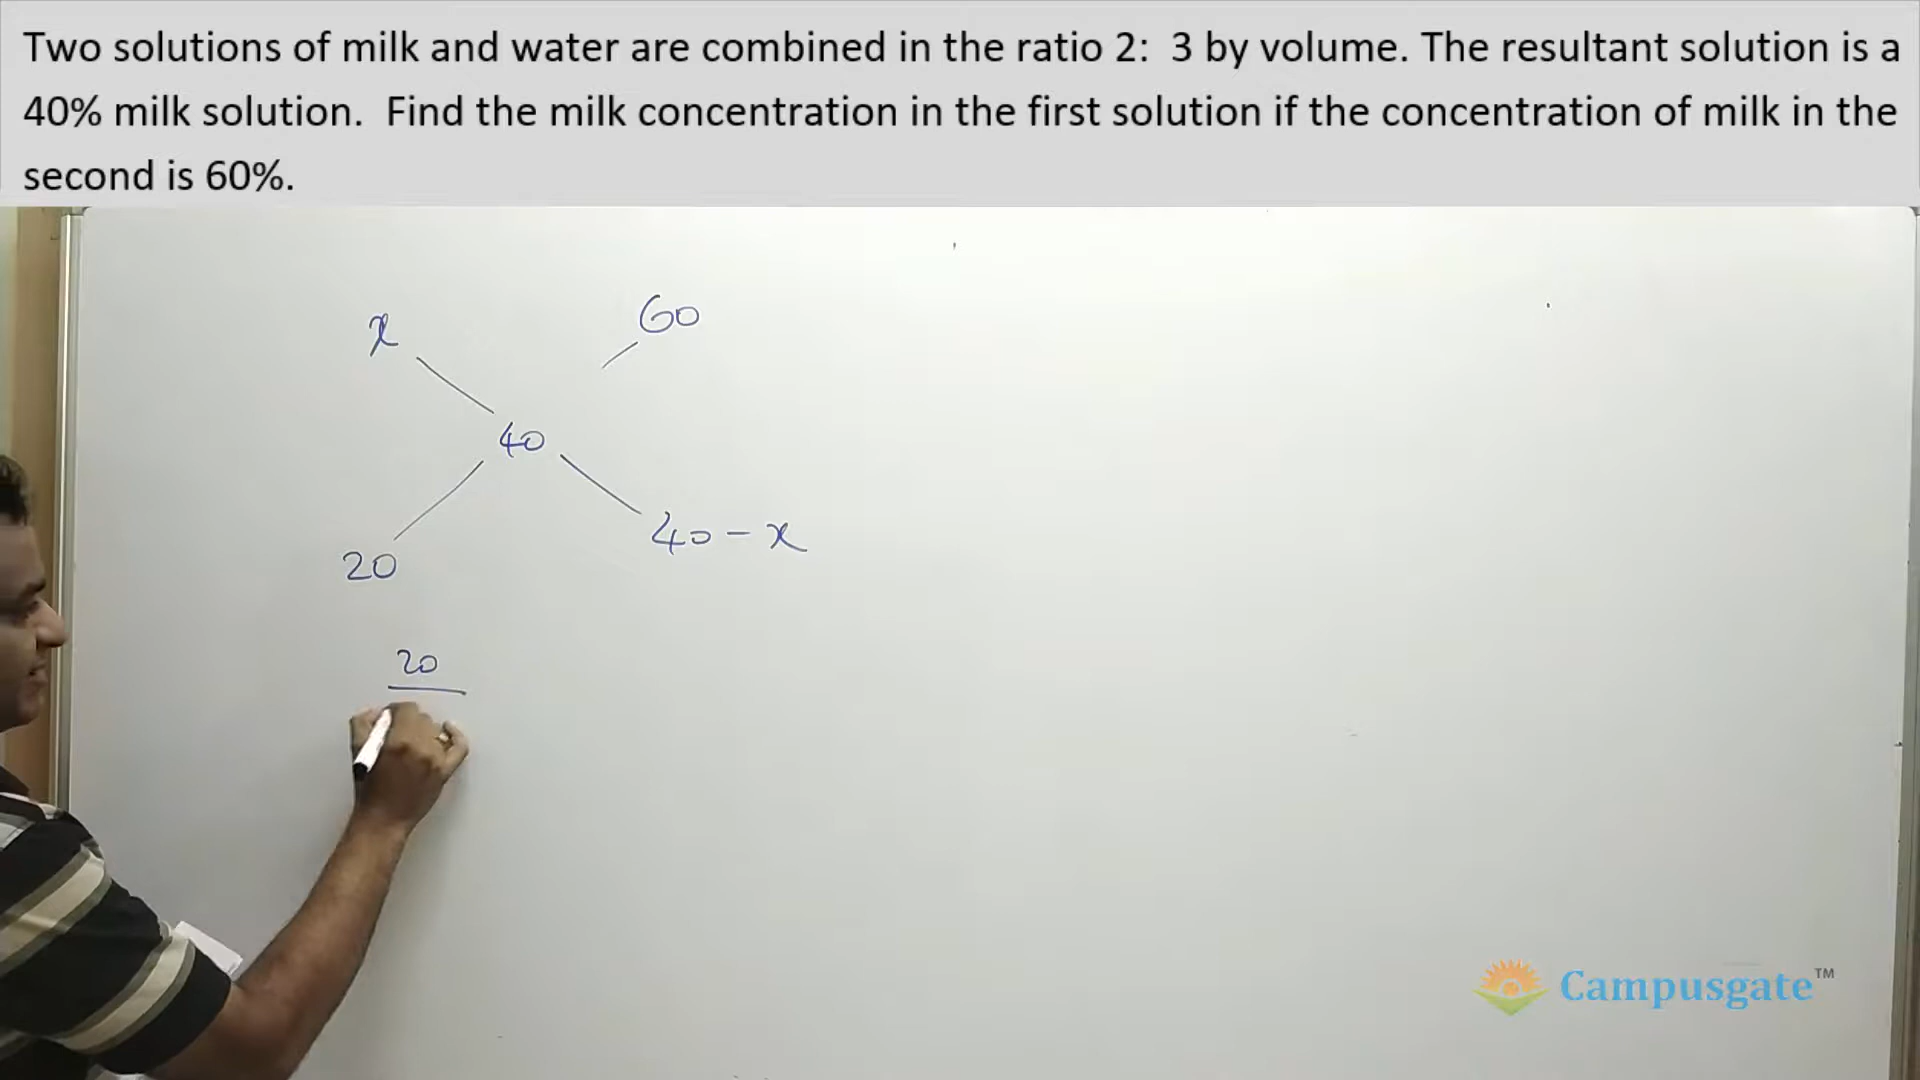 Two solutions of milk and water are combined in the ratio 2: 3 by volume. The resultant solution is a
40% milk solution. Find the milk concentration in the first solution if the concentration of milk in the
second is 60%.
x 60
40
20 40 - x
20
Campusgate™